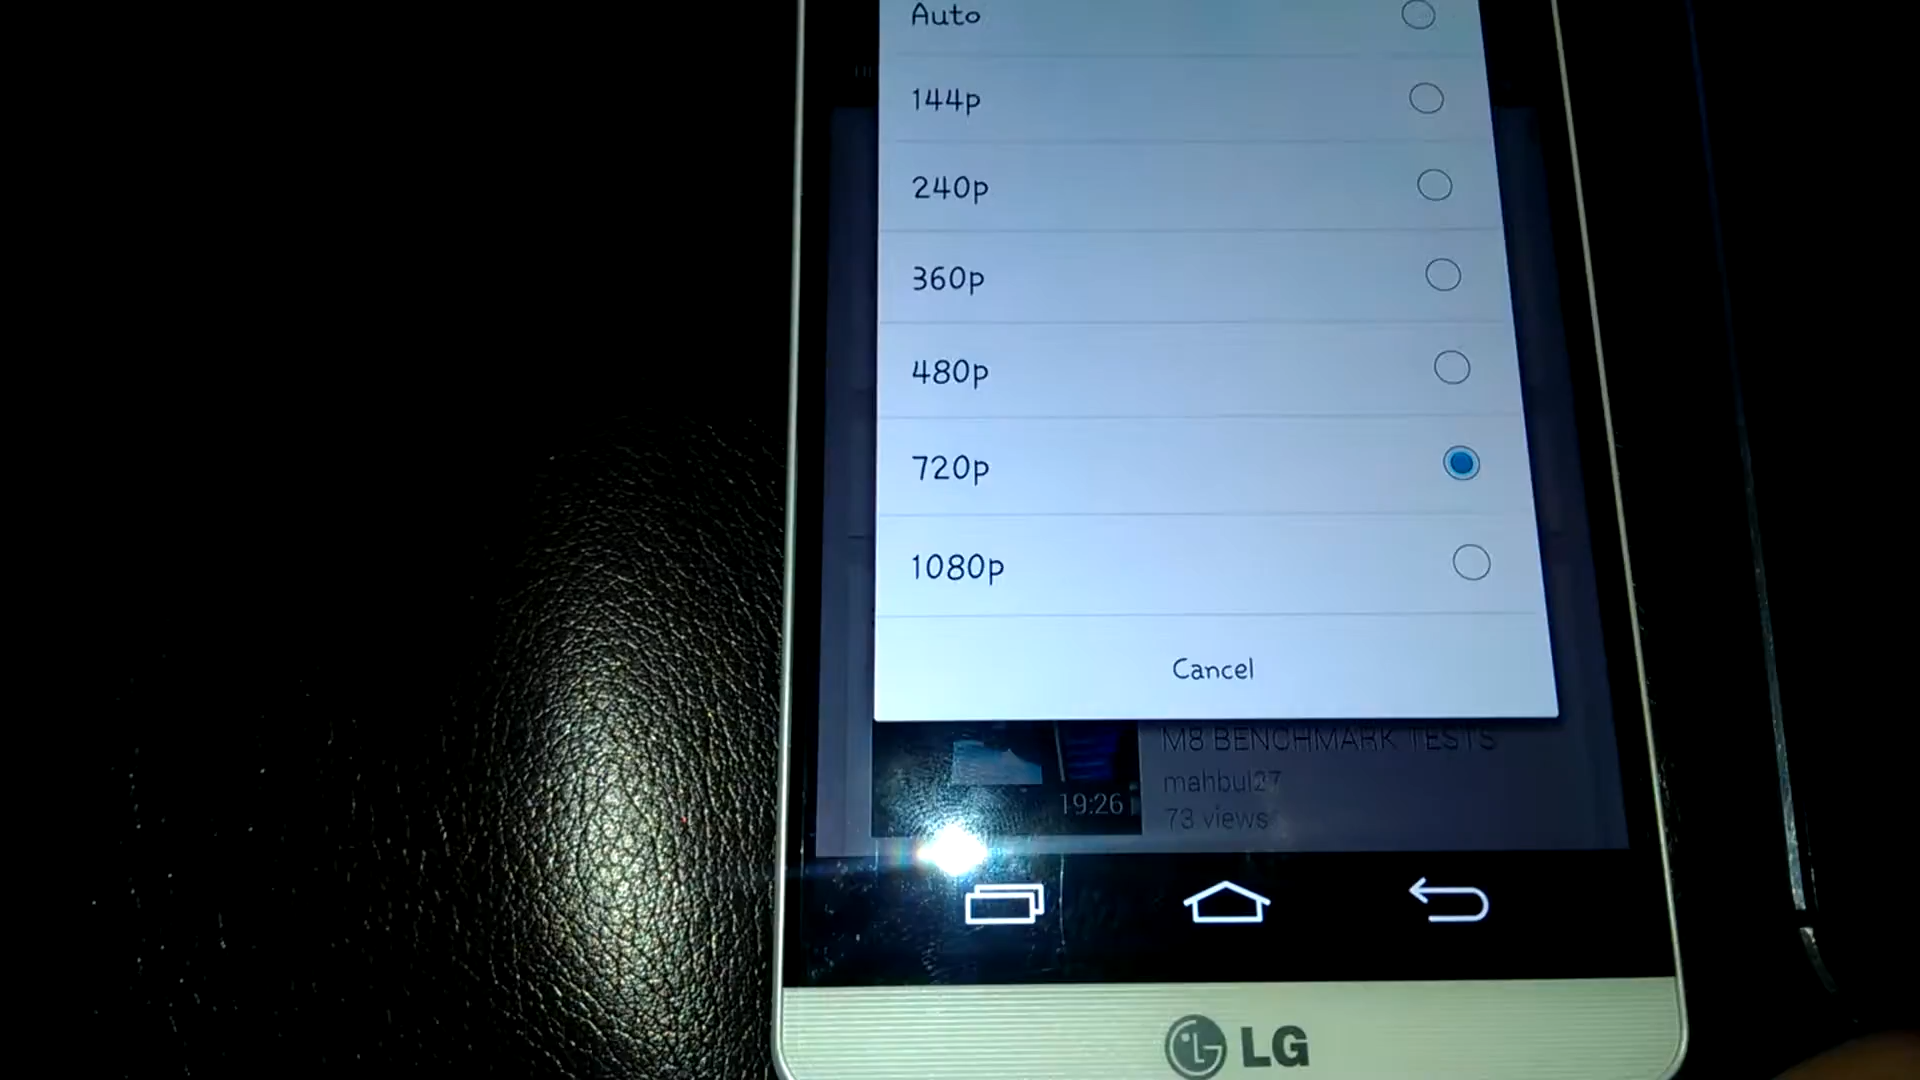 Auto
144p
240p
360p
480p
720p
1080p
Cancel
M8 BENCHMARK TESTS
mahbul27
19:26
73 views
LG